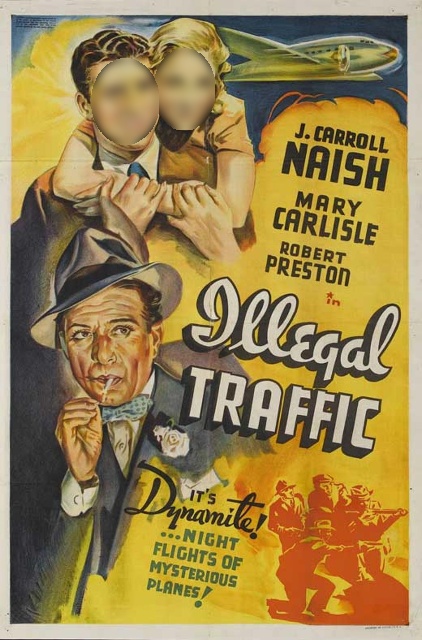 J. CARROLL
NAISH
MARY
CARLISLE
ROBERT
PRESTON
in
Illegal
TRAFFIC
IT'S
Dynamite!
...NIGHT
FLIGHTS OF
MYSTERIOUS
PLANES!